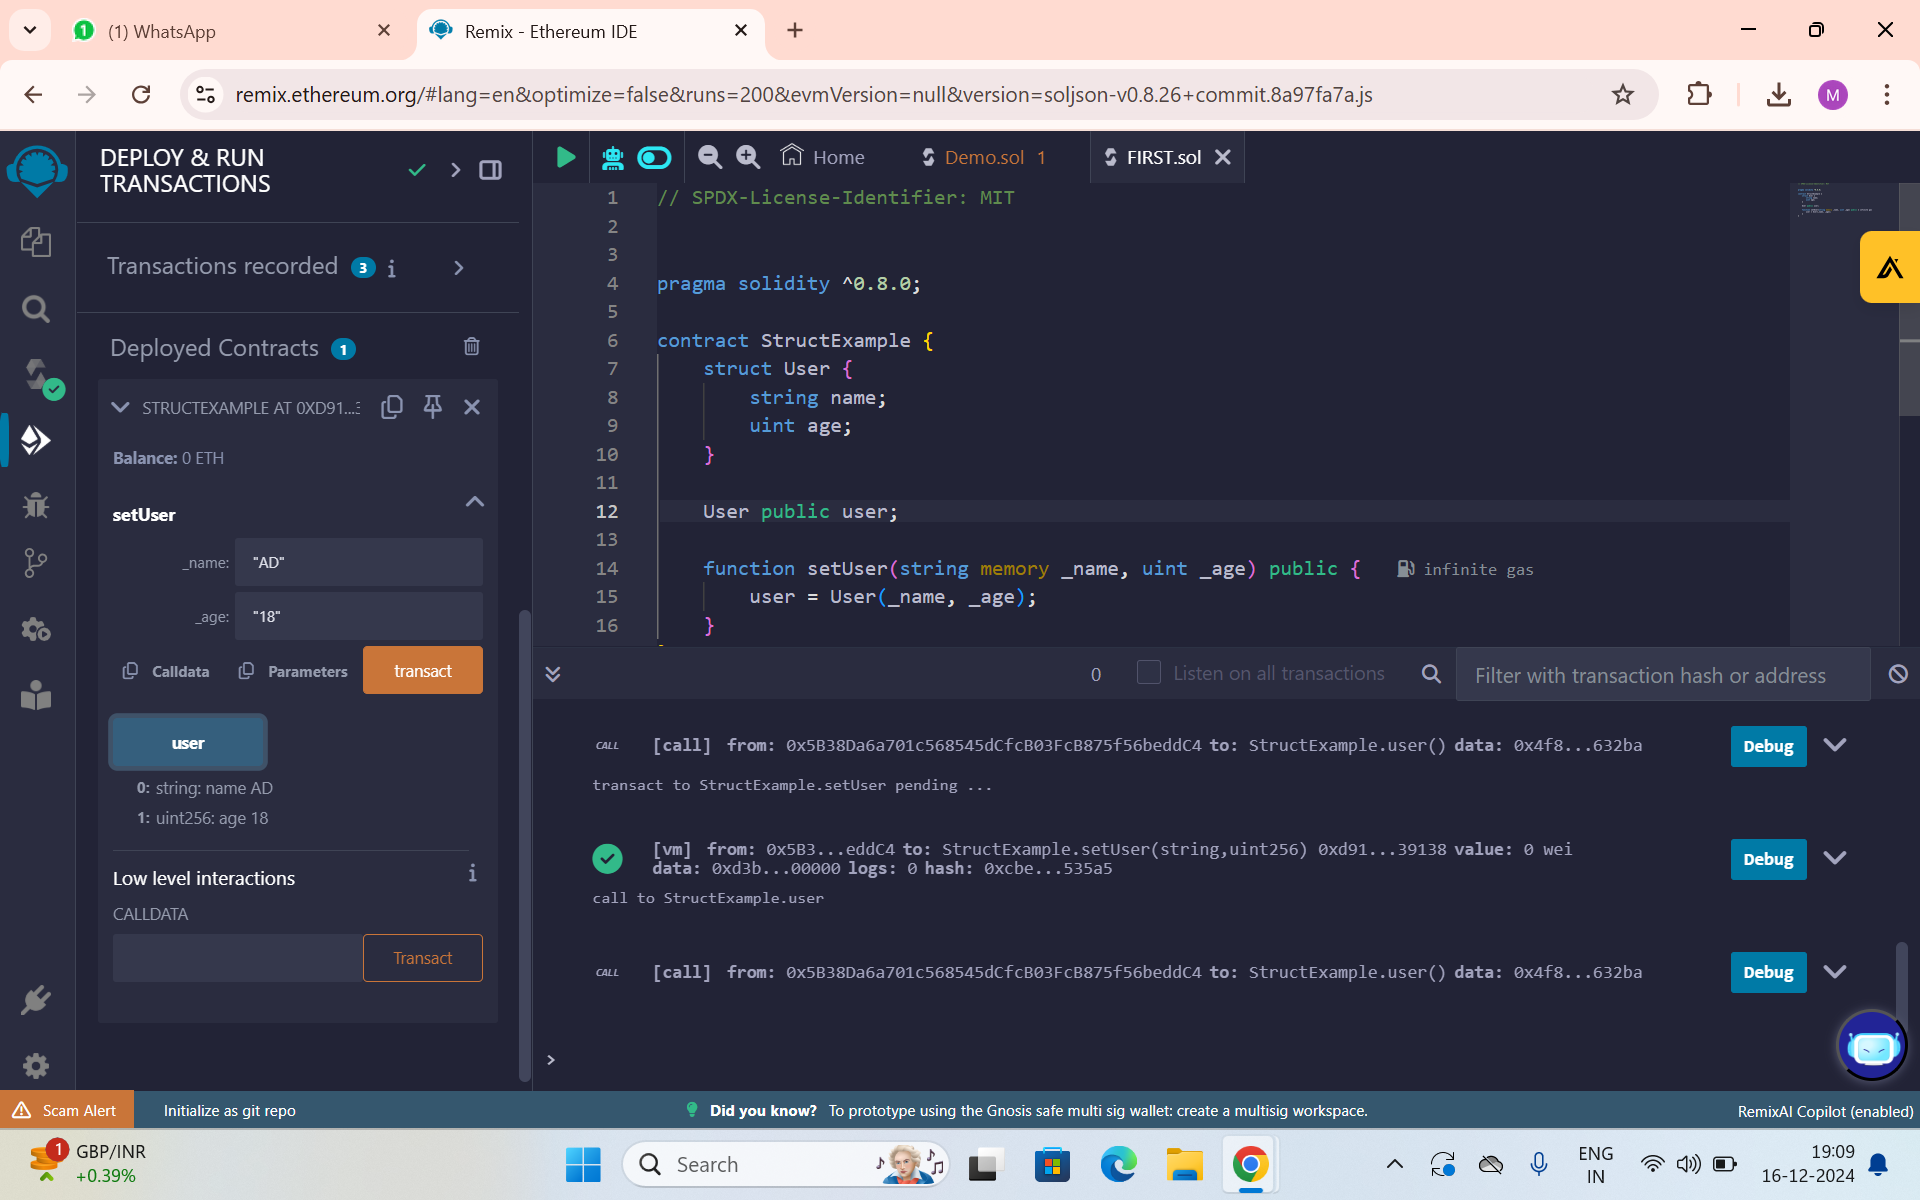 1
(1) WhatsApp
Remix - Ethereum IDE
remix.ethereum.org/#lang=en&optimize=false&runs=200&evmVersion=null&version=soljson-v0.8.26+commit.8a97fa7a.js
M
DEPLOY & RUN
TRANSACTIONS
Transactions recorded 3 i
Deployed Contracts 1
STRUCTEXAMPLE AT 0XD91...3
Balance: 0 ETH
setUser
_name: "AD"
_age: "18"
Calldata Parameters transact
user
0: string: name AD
1: uint256: age 18
Low level interactions i
CALLDATA
Transact
Home
Demo.sol 1
FIRST.sol
1 // SPDX-License-Identifier: MIT
2
3
4 pragma solidity ^0.8.0;
5
6 contract StructExample {
7 struct User {
8 string name;
9 uint age;
10 }
11
12 User public user;
13
14 function setUser(string memory _name, uint _age) public { infinite gas
15 user = User(_name, _age);
16 }
0 Listen on all transactions Filter with transaction hash or address
CALL [call] from: 0x5B38Da6a701c568545dCfcB03FcB875f56beddC4 to: StructExample.user() data: 0x4f8...632ba Debug
transact to StructExample.setUser pending ...
[vm] from: 0x5B3...eddC4 to: StructExample.setUser(string,uint256) 0xd91...39138 value: 0 wei Debug
data: 0xd3b...00000 logs: 0 hash: 0xcbe...535a5
call to StructExample.user
CALL [call] from: 0x5B38Da6a701c568545dCfcB03FcB875f56beddC4 to: StructExample.user() data: 0x4f8...632ba Debug
>
Scam Alert Initialize as git repo Did you know? To prototype using the Gnosis safe multi sig wallet: create a multisig workspace. RemixAI Copilot (enabled)
1 GBP/INR
+0.39%
Search
ENG
IN
19:09
16-12-2024